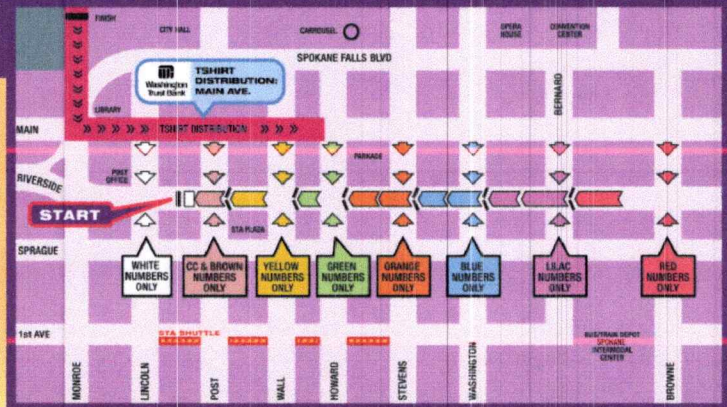 FINISH
CITY HALL
CARROUSEL
OPERA
HOUSE
CONVENTION
CENTER
SPOKANE FALLS BLVD
Washington
Trust Bank
TSHIRT
DISTRIBUTION:
MAIN AVE.
BERNARD
LIBRARY
MAIN
TSHIRT DISTRIBUTION
PARKADE
POST
OFFICE
RIVERSIDE
START
STA PLAZA
SPRAGUE
WHITE
NUMBERS
ONLY
CC & BROWN
NUMBERS
ONLY
YELLOW
NUMBERS
ONLY
GREEN
NUMBERS
ONLY
ORANGE
NUMBERS
ONLY
BLUE
NUMBERS
ONLY
LILAC
NUMBERS
ONLY
RED
NUMBERS
ONLY
1st AVE
STA SHUTTLE
BUS/TRAIN DEPOT
SPOKANE
INTERMODAL
CENTER
MONROE
LINCOLN
POST
WALL
HOWARD
STEVENS
WASHINGTON
BROWNE